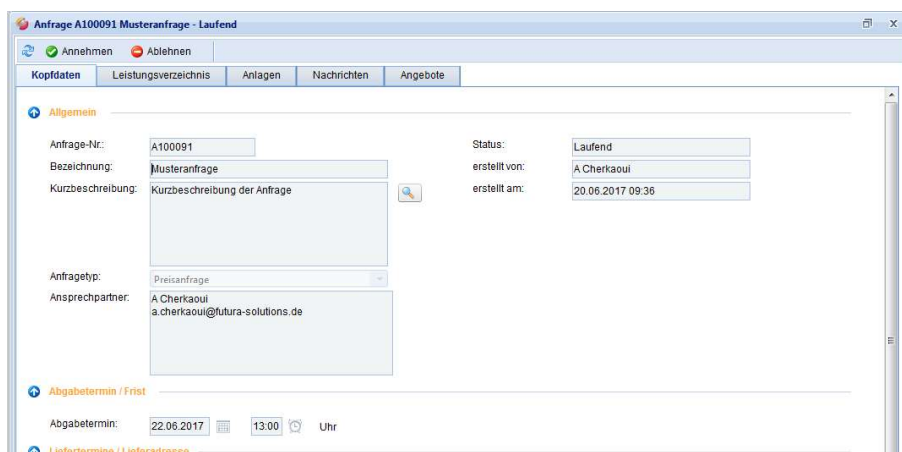 Anfrage A100091 Musteranfrage - Laufend
Annehmen Ablehnen
Kopfdaten Leistungsverzeichnis Anlagen Nachrichten Angebote
Allgemein
Anfrage-Nr.: A100091 Status: Laufend
Bezeichnung: Musteranfrage erstellt von: A Cherkaoui
Kurzbeschreibung: Kurzbeschreibung der Anfrage erstellt am: 20.06.2017 09:36
Anfragetyp: Preisanfrage
Ansprechpartner: A Cherkaoui
a.cherkaoui@futura-solutions.de
Abgabetermin / Frist
Abgabetermin: 22.06.2017 13:00 Uhr
Liefertermine / Lieferadresse